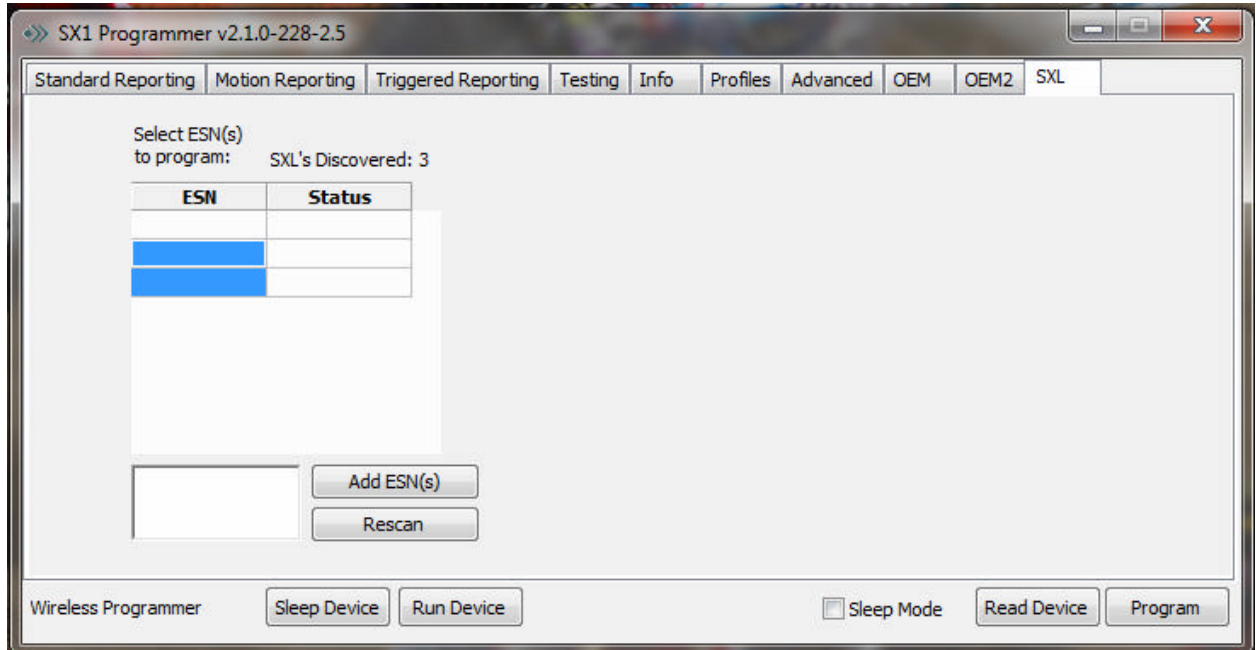 SX1 Programmer v2.1.0-228-2.5
Standard Reporting Motion Reporting Triggered Reporting Testing Info Profiles Advanced OEM OEM2 SXL
Select ESN(s)
to program: SXL's Discovered: 3
ESN Status
Add ESN(s)
Rescan
Wireless Programmer Sleep Device Run Device Sleep Mode Read Device Program